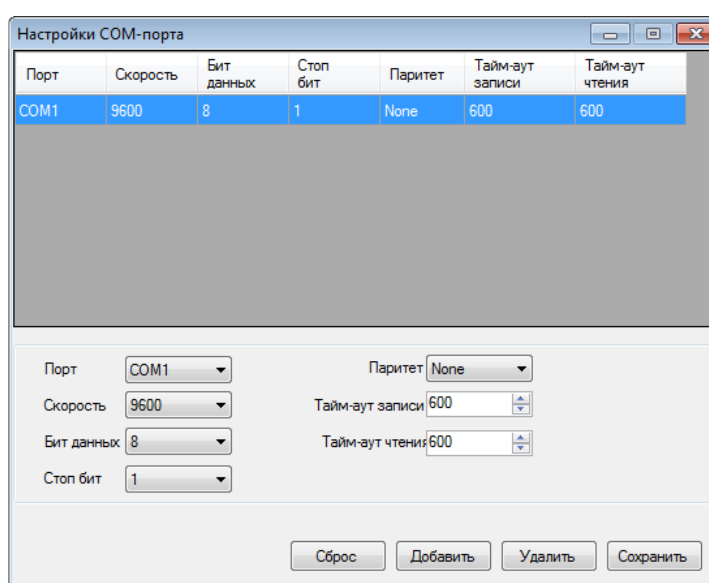 Настройки COM-порта
Порт Скорость Бит данных Стоп бит Паритет Тайм-аут записи Тайм-аут чтения
COM1 9600 8 1 None 600 600
Порт COM1 Паритет None
Скорость 9600 Тайм-аут записи 600
Бит данных 8 Тайм-аут чтения 600
Стоп бит 1
Сброс Добавить Удалить Сохранить